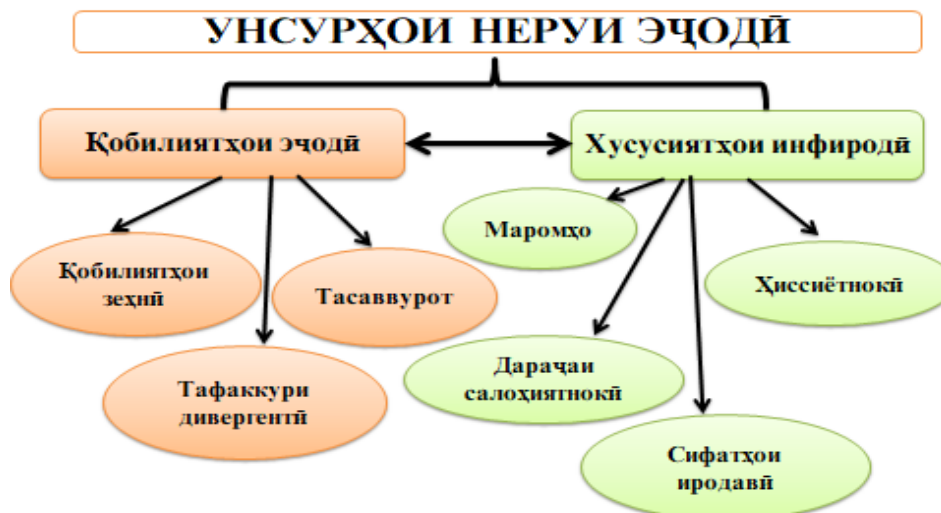 УНСУРҲОИ НЕРУИ ЭҶОДӢ
Қобилиятҳои эҷодӣ
Хусусиятҳои инфиродӣ
Қобилиятҳои
зеҳнӣ
Тасаввурот
Тафаккури
дивергентӣ
Маромҳо
Ҳиссиётнокӣ
Дараҷаи
салоҳиятнокӣ
Сифатҳои
иродавӣ